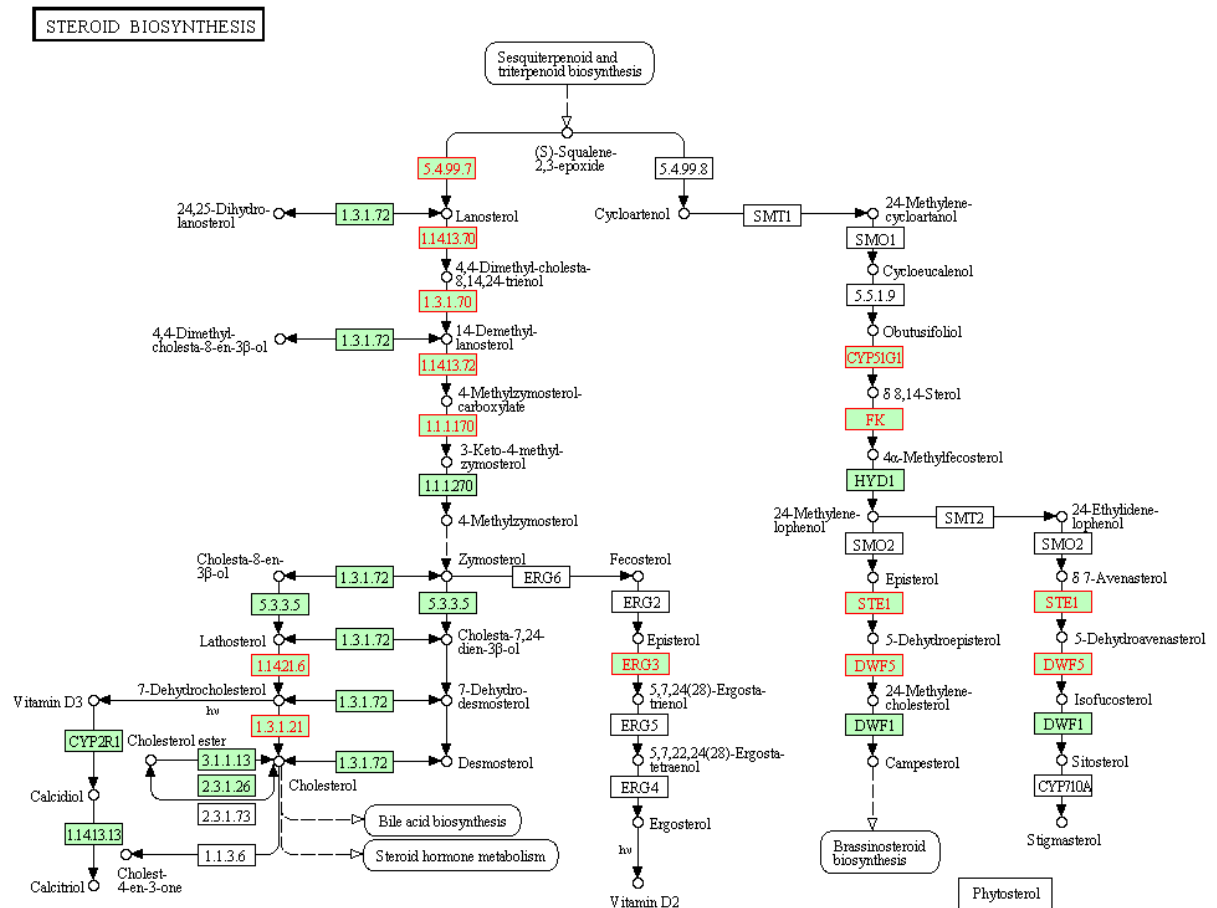 STEROID BIOSYNTHESIS
Sesquiterpenoid and
triterpenoid biosynthesis
(S)-Squalene-
2,3-epoxide
5.4.99.7
5.4.99.8
24,25-Dihydro-
lanosterol
1.3.1.72
Lanosterol
Cycloartenol
SMT1
24-Methylene-
cycloartanol
1.14.13.70
SMO1
4,4-Dimethyl-cholesta-
8,14,24-trienol
Cycloeucalenol
1.3.1.70
5.5.1.9
4,4-Dimethyl-
cholesta-8-en-3β-ol
1.3.1.72
14-Demethyl-
lanosterol
Obutusifoliol
1.14.13.72
CYP51G1
4-Methylzymosterol-
carboxylate
δ 8,14-Sterol
1.1.1.170
FK
3-Keto-4-methyl-
zymosterol
4α-Methylfecosterol
1.1.1.270
HYD1
4-Methylzymosterol
24-Methylene-
lophenol
SMT2
24-Ethylidene-
lophenol
SMO2
SMO2
Cholesta-8-en-
3β-ol
1.3.1.72
Zymosterol
ERG6
Fecosterol
Episterol
δ 7-Avenasterol
5.3.3.5
5.3.3.5
ERG2
STE1
STE1
Lathosterol
1.3.1.72
Cholesta-7,24-
dien-3β-ol
Episterol
5-Dehydroepisterol
5-Dehydroavenasterol
1.14.21.6
ERG3
DWF5
DWF5
Vitamin D3
7-Dehydrocholesterol
hν
1.3.1.72
7-Dehydro-
desmosterol
5,7,24(28)-Ergosta-
trienol
24-Methylene-
cholesterol
Isofucosterol
1.3.1.21
ERG5
DWF1
DWF1
CYP2R1
Cholesterol ester
3.1.1.13
Cholesterol
1.3.1.72
Desmosterol
5,7,22,24(28)-Ergosta-
tetraenol
Campesterol
Sitosterol
2.3.1.26
ERG4
CYP710A
Calcidiol
2.3.1.73
Bile acid biosynthesis
Ergosterol
1.14.13.13
1.1.3.6
Steroid hormone metabolism
hν
Brassinosteroid
biosynthesis
Stigmasterol
Calcitriol
Cholest-
4-en-3-one
Vitamin D2
Phytosterol